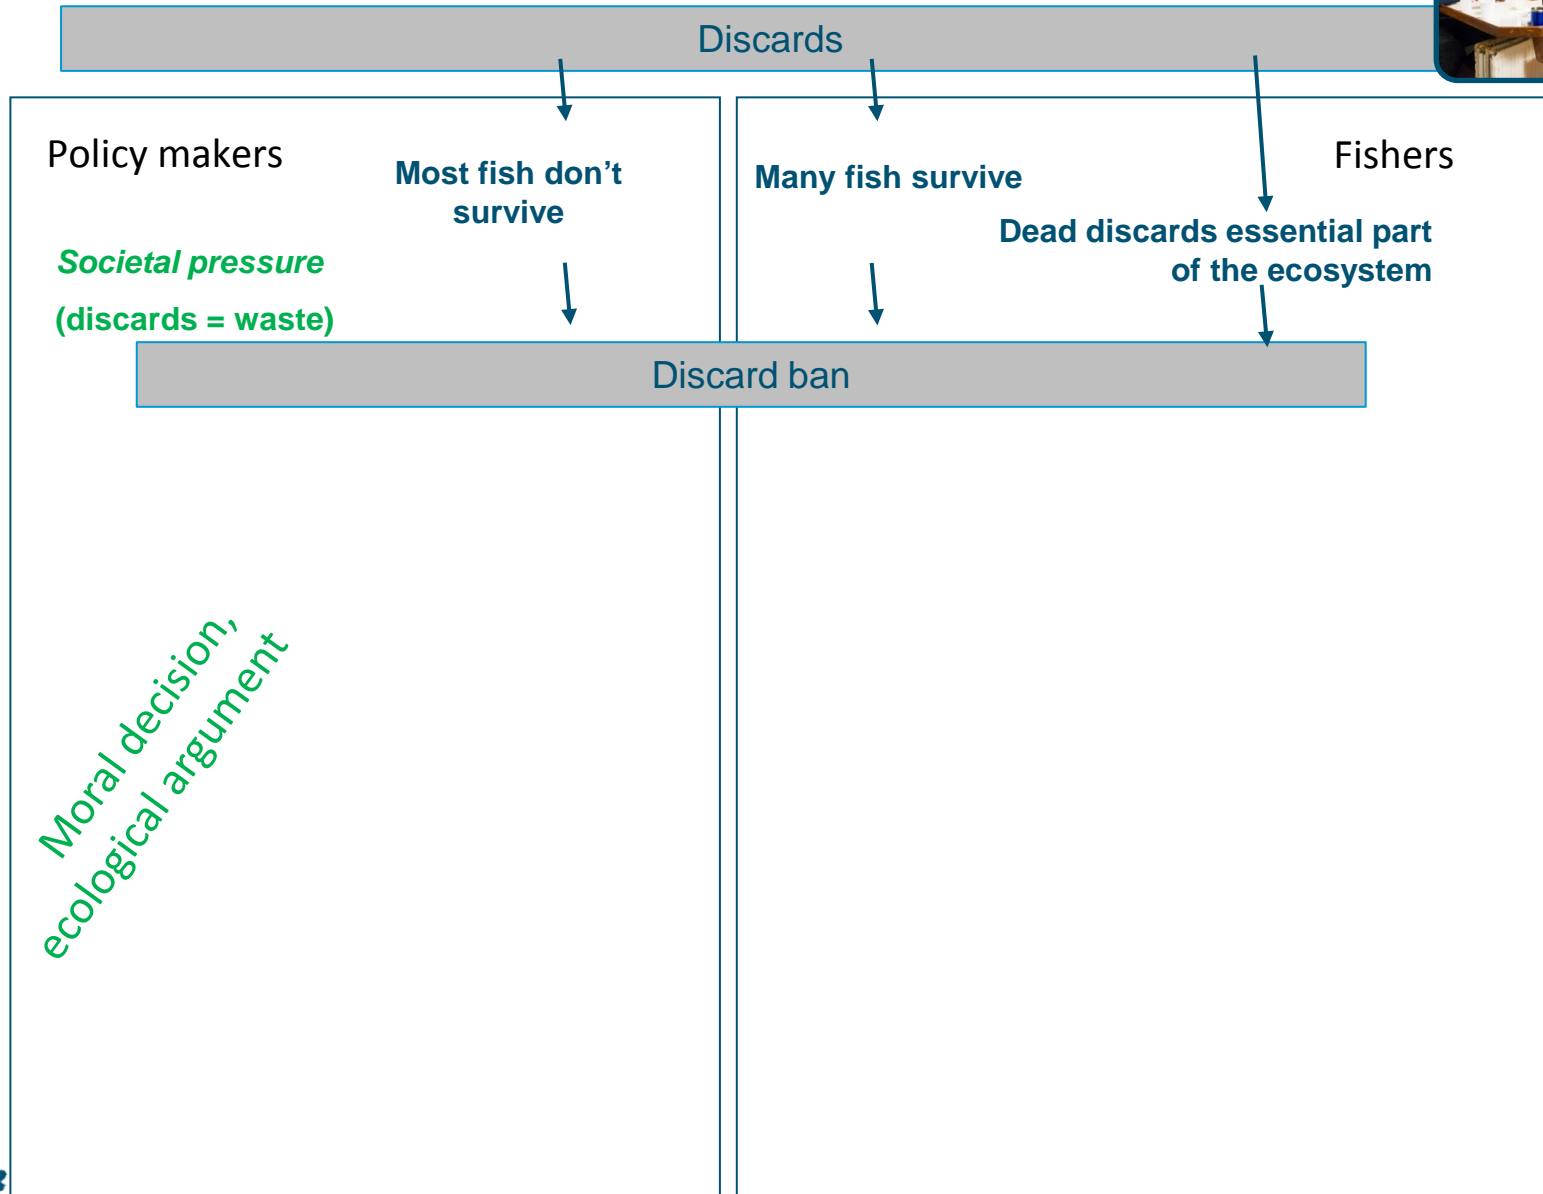 Discards
Policy makers
Most fish don’t
survive
Societal pressure
(discards = waste)
Many fish survive
Fishers
Dead discards essential part
of the ecosystem
Discard ban
Moral decision,
ecological argument